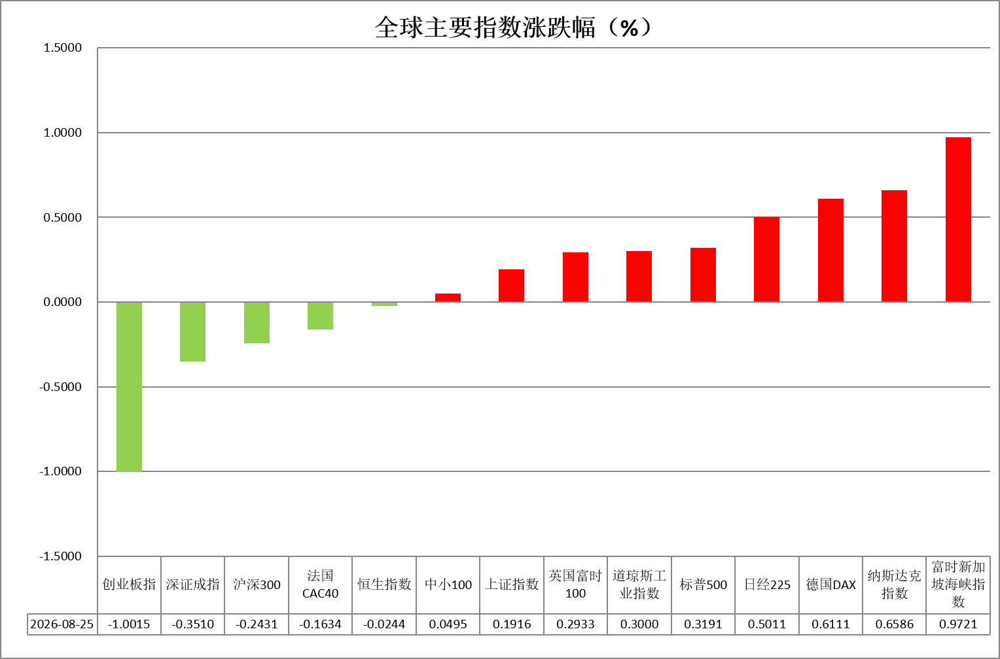 全球主要指数涨跌幅（%）
1.5000
1.0000
0.5000
0.0000
-0.5000
-1.0000
-1.5000
创业板指
深证成指
沪深300
法国
CAC40
恒生指数
中小100
上证指数
英国富时
100
道琼斯工
业指数
标普500
日经225
德国DAX
纳斯达克
指数
富时新加
坡海峡指
数
2026-08-25 -1.0015 -0.3510 -0.2431 -0.1634 -0.0244 0.0495 0.1916 0.2933 0.3000 0.3191 0.5011 0.6111 0.6586 0.9721